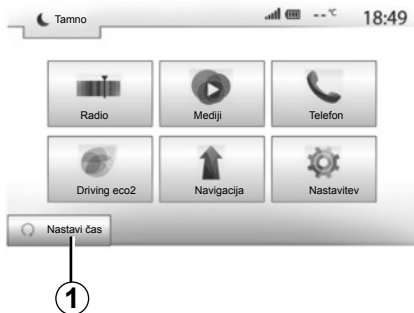 Tamno
--°C
18:49
Radio
Mediji
Telefon
Driving eco2
Navigacija
Nastavitev
Nastavi čas
1